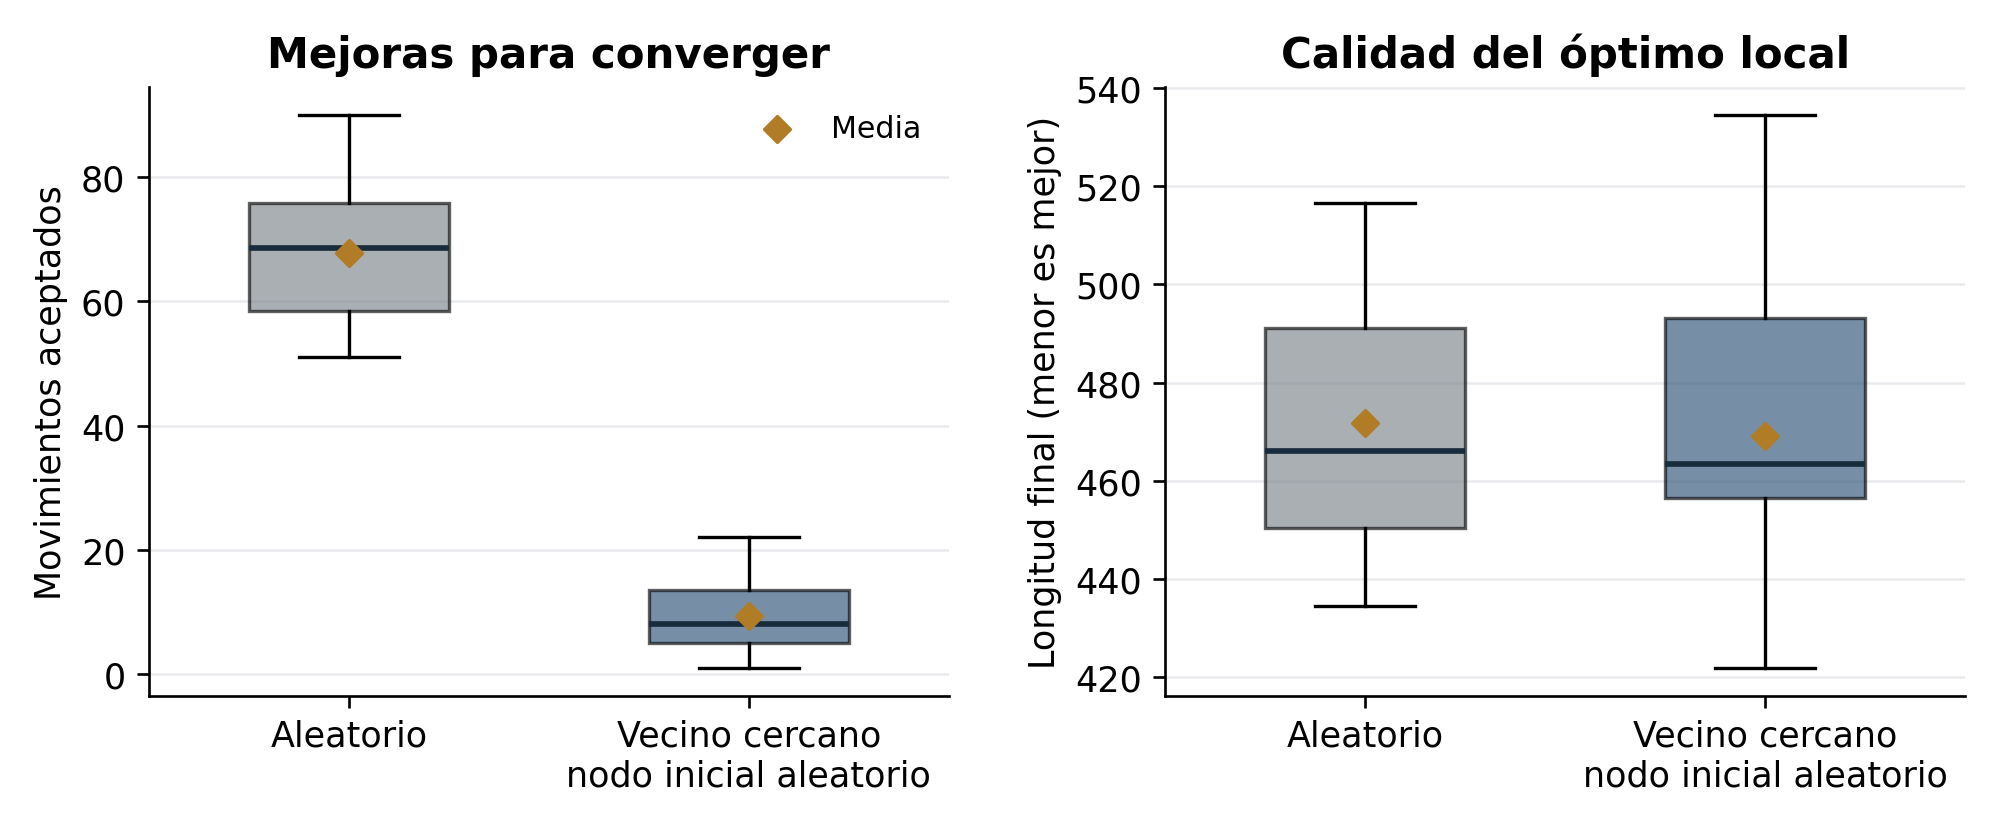 Mejoras para converger
Movimientos aceptados
80
60
40
20
0
Media
Aleatorio
Vecino cercano
nodo inicial aleatorio
Calidad del óptimo local
Longitud final (menor es mejor)
540
520
500
480
460
440
420
Aleatorio
Vecino cercano
nodo inicial aleatorio